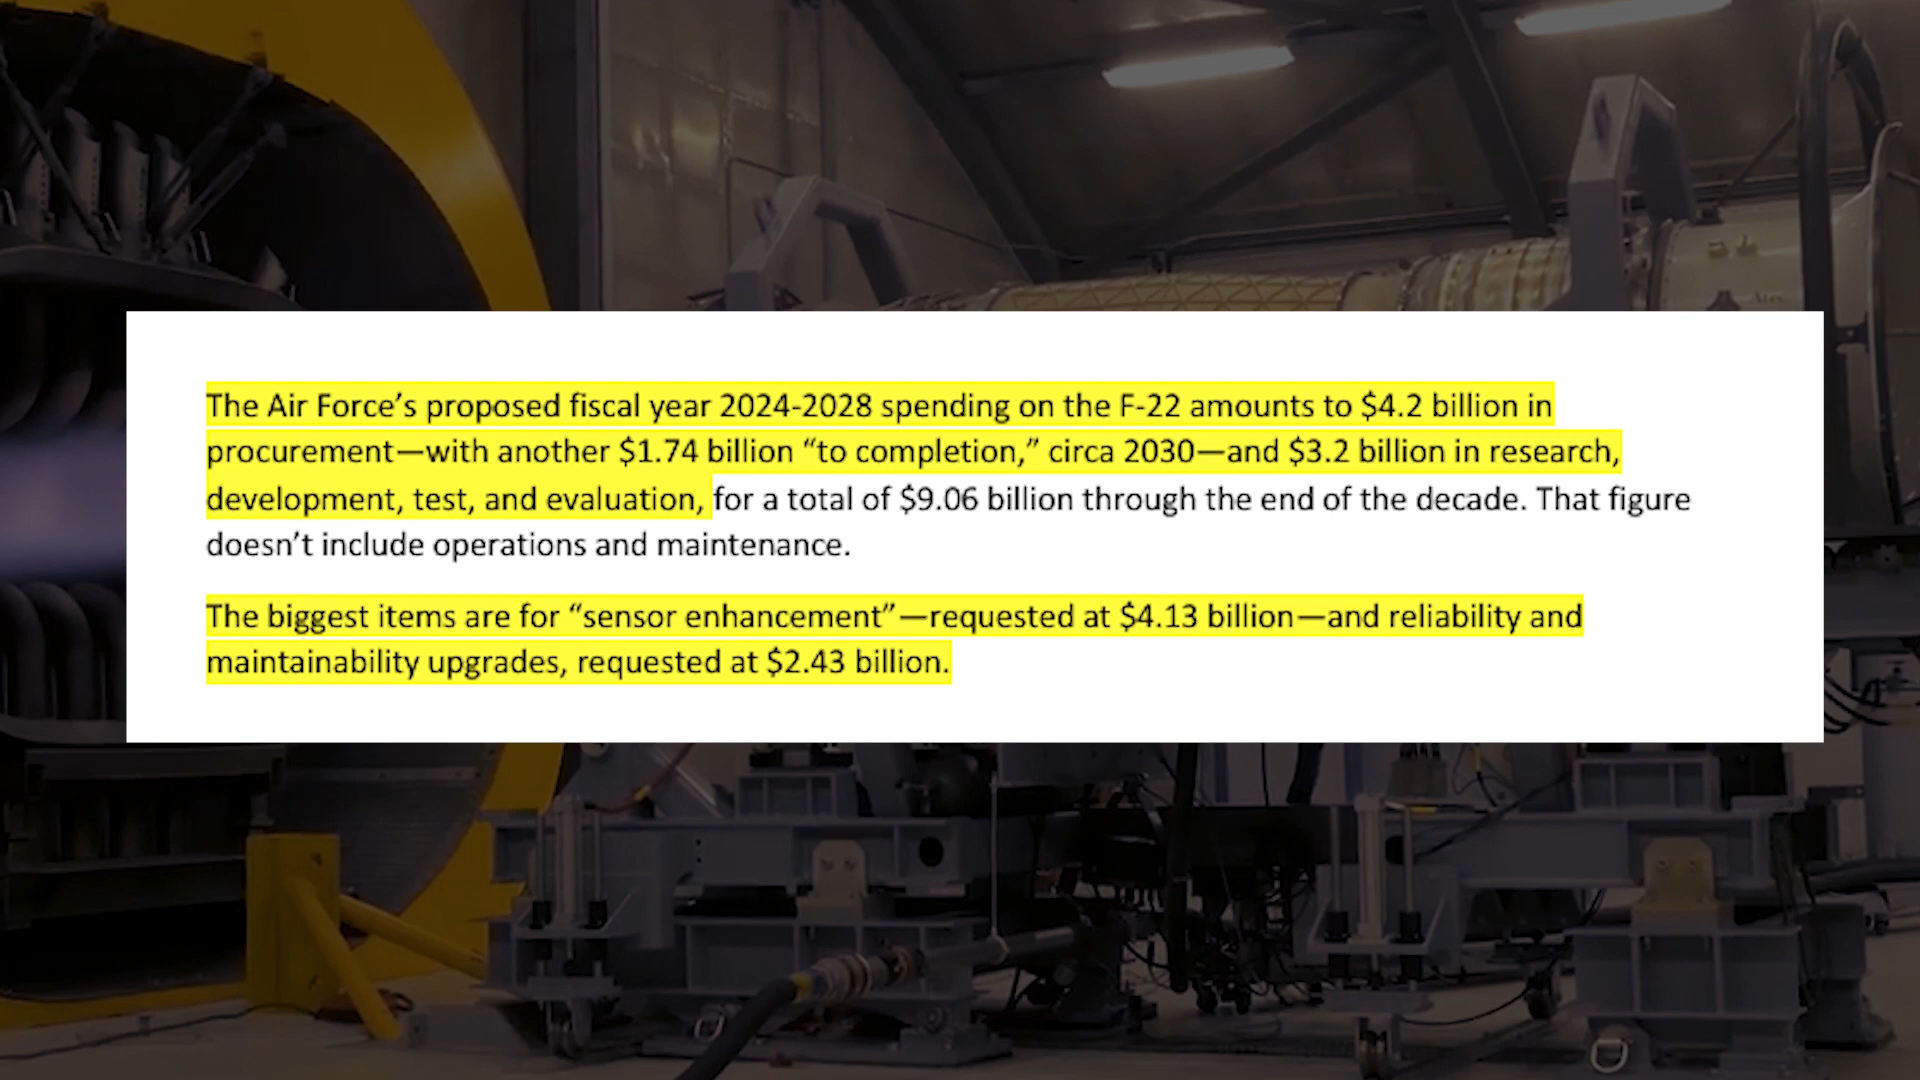 The Air Force’s proposed fiscal year 2024-2028 spending on the F-22 amounts to $4.2 billion in
procurement—with another $1.74 billion “to completion,” circa 2030—and $3.2 billion in research,
development, test, and evaluation, for a total of $9.06 billion through the end of the decade. That figure
doesn’t include operations and maintenance.
The biggest items are for “sensor enhancement”—requested at $4.13 billion—and reliability and
maintainability upgrades, requested at $2.43 billion.